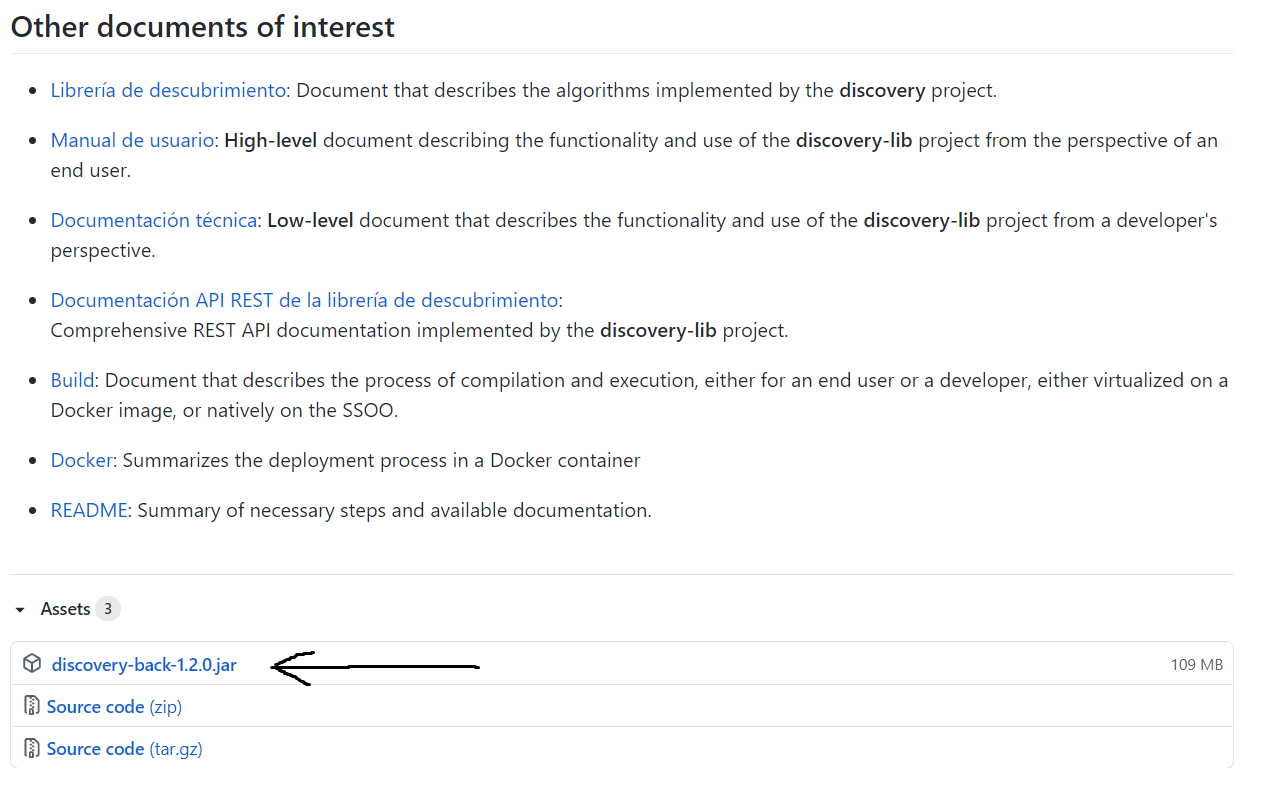 Other documents of interest
Librería de descubrimiento: Document that describes the algorithms implemented by the discovery project.
Manual de usuario: High-level document describing the functionality and use of the discovery-lib project from the perspective of an
end user.
Documentación técnica: Low-level document that describes the functionality and use of the discovery-lib project from a developer's
perspective.
Documentación API REST de la librería de descubrimiento:
Comprehensive REST API documentation implemented by the discovery-lib project.
Build: Document that describes the process of compilation and execution, either for an end user or a developer, either virtualized on a
Docker image, or natively on the SSOO.
Docker: Summarizes the deployment process in a Docker container
README: Summary of necessary steps and available documentation.
Assets 3
discovery-back-1.2.0.jar 109 MB
Source code (zip)
Source code (tar.gz)